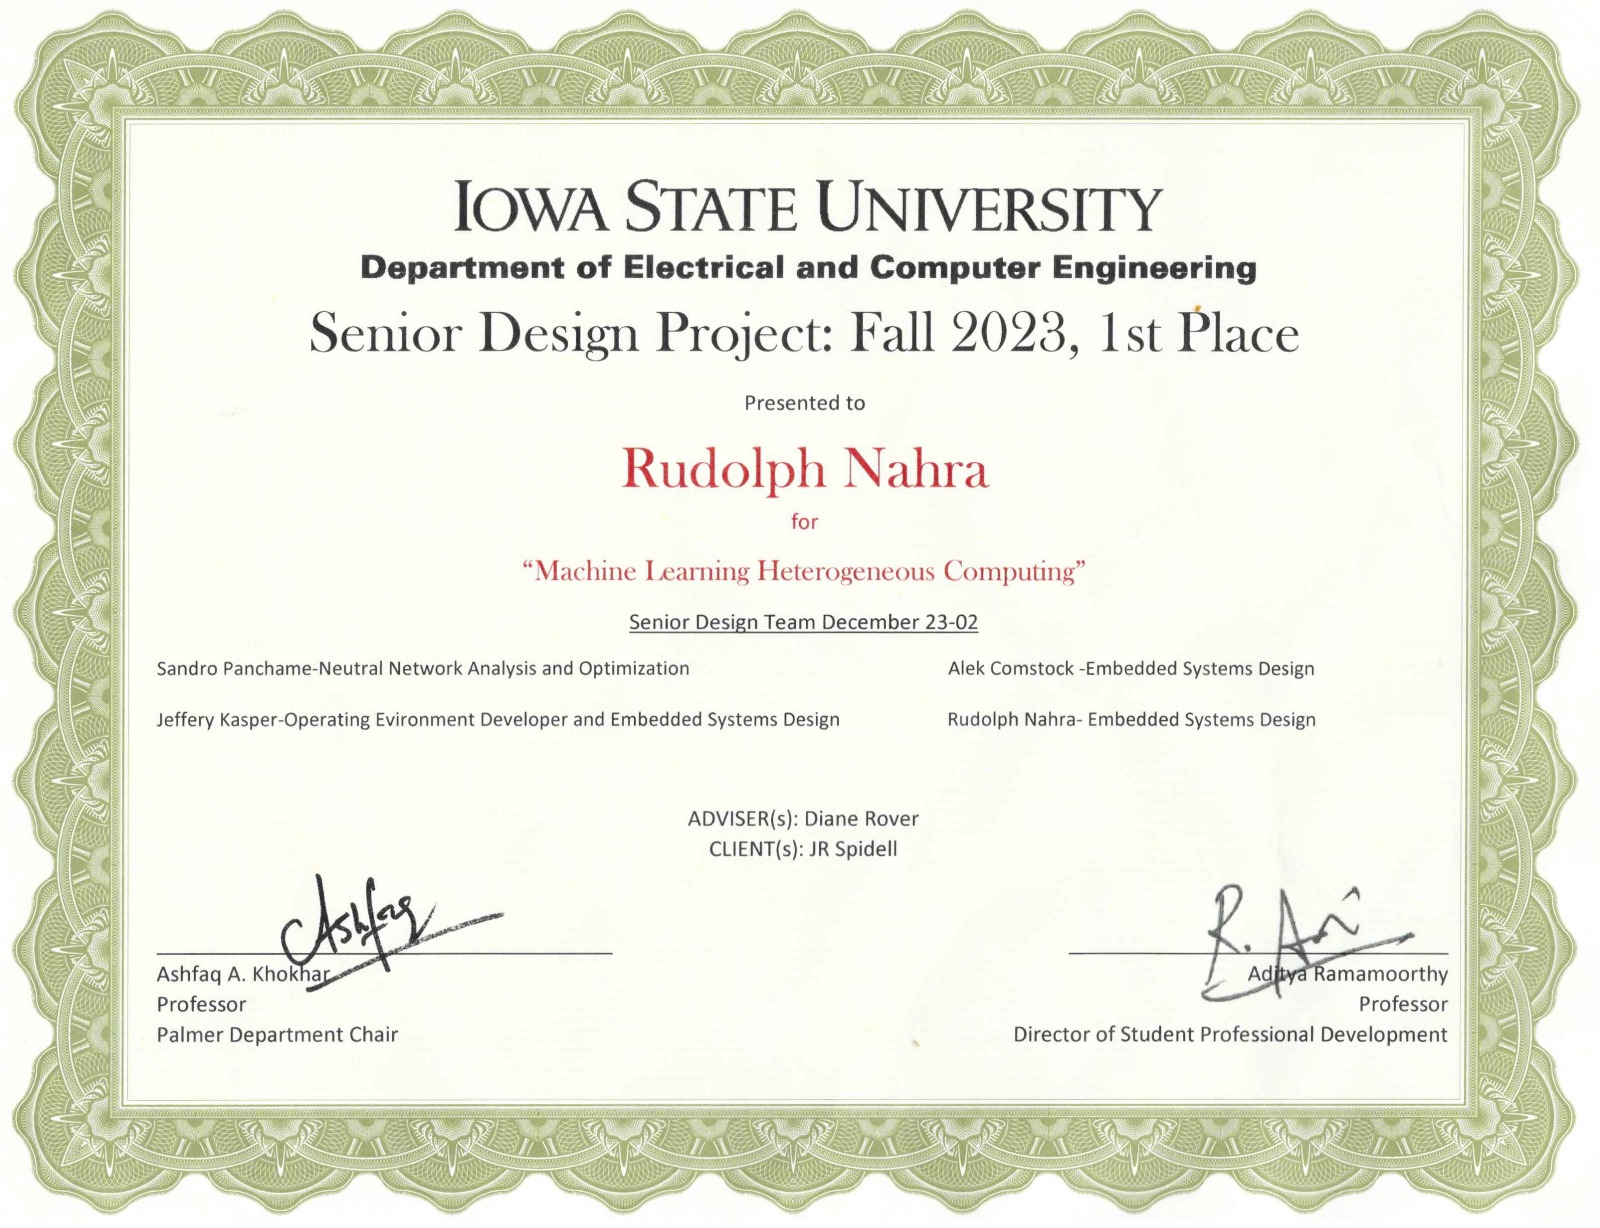 IOWA STATE UNIVERSITY
Department of Electrical and Computer Engineering
Senior Design Project: Fall 2023, 1st Place
Presented to
Rudolph Nahra
for
“Machine Learning Heterogeneous Computing”
Senior Design Team December 23-02
Sandro Panchame-Neutral Network Analysis and Optimization
Alek Comstock -Embedded Systems Design
Jeffery Kasper-Operating Evironment Developer and Embedded Systems Design
Rudolph Nahra- Embedded Systems Design
ADVISER(s): Diane Rover
CLIENT(s): JR Spidell
Ashfaq
Ashfaq A. Khokhar
Professor
Palmer Department Chair
Aditya Ramamoorthy
Professor
Director of Student Professional Development